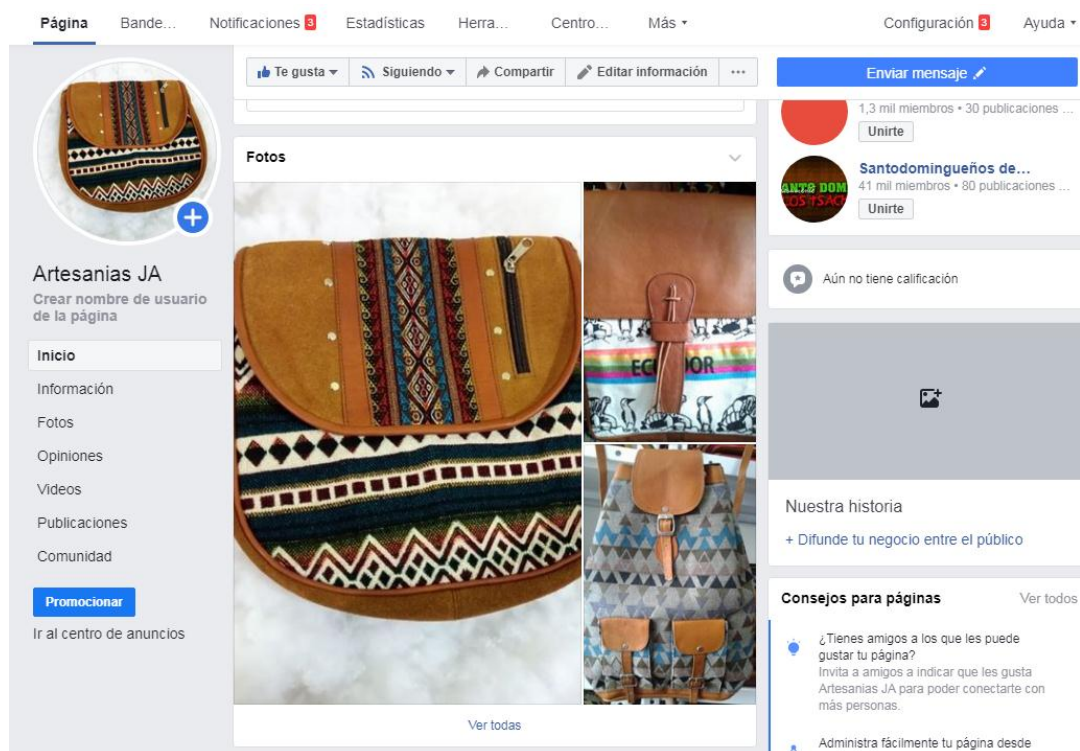 Página Bande... Notificaciones 3 Estadísticas Herra... Centro... Más Configuración 3 Ayuda
Te gusta Siguiendo Compartir Editar información ...
Enviar mensaje
Artesanias JA
Crear nombre de usuario
de la página
Inicio
Información
Fotos
Opiniones
Videos
Publicaciones
Comunidad
Promocionar
Ir al centro de anuncios
Fotos
Ver todas
1,3 mil miembros • 30 publicaciones ...
Unirte
Santodomingueños de...
41 mil miembros • 80 publicaciones ...
Unirte
Aún no tiene calificación
Nuestra historia
+ Difunde tu negocio entre el público
Consejos para páginas Ver todos
¿Tienes amigos a los que les puede
gustar tu página?
Invita a amigos a indicar que les gusta
Artesanias JA para poder conectarte con
más personas.
Administra fácilmente tu página desde